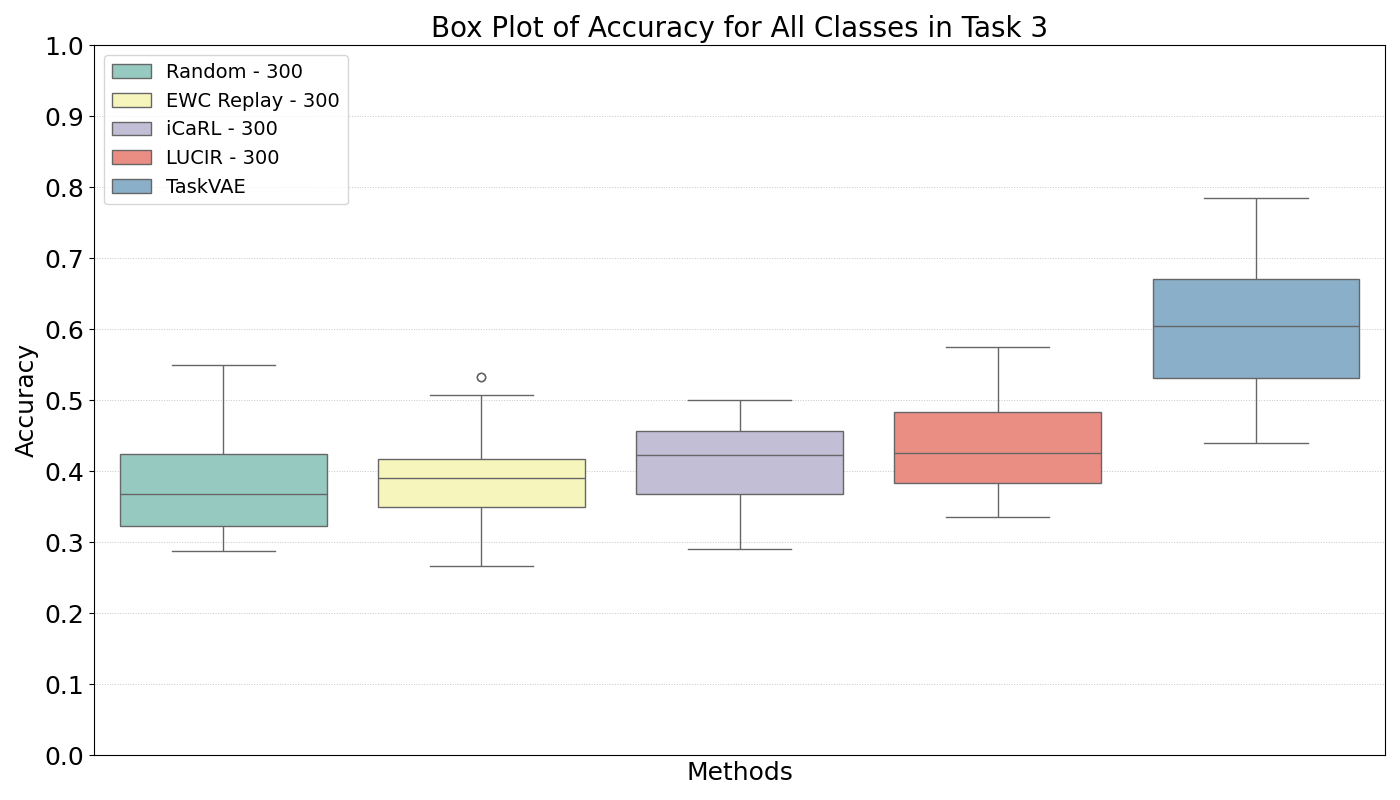 Box Plot of Accuracy for All Classes in Task 3
1.0
0.9
0.8
0.7
0.6
0.5
0.4
0.3
0.2
0.1
0.0
Accuracy
Random - 300
EWC Replay - 300
iCaRL - 300
LUCIR - 300
TaskVAE
Methods